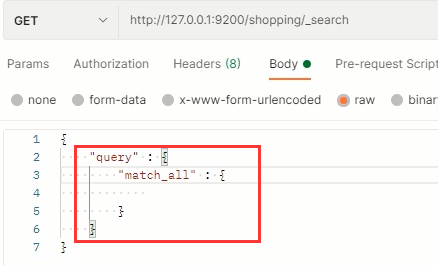 GET http://127.0.0.1:9200/shopping/_search
Params Authorization Headers (8) Body Pre-request Script
none form-data x-www-form-urlencoded raw binar
1 {
2 "query" : {
3 "match_all" : {
4
5 }
6 }
7 }